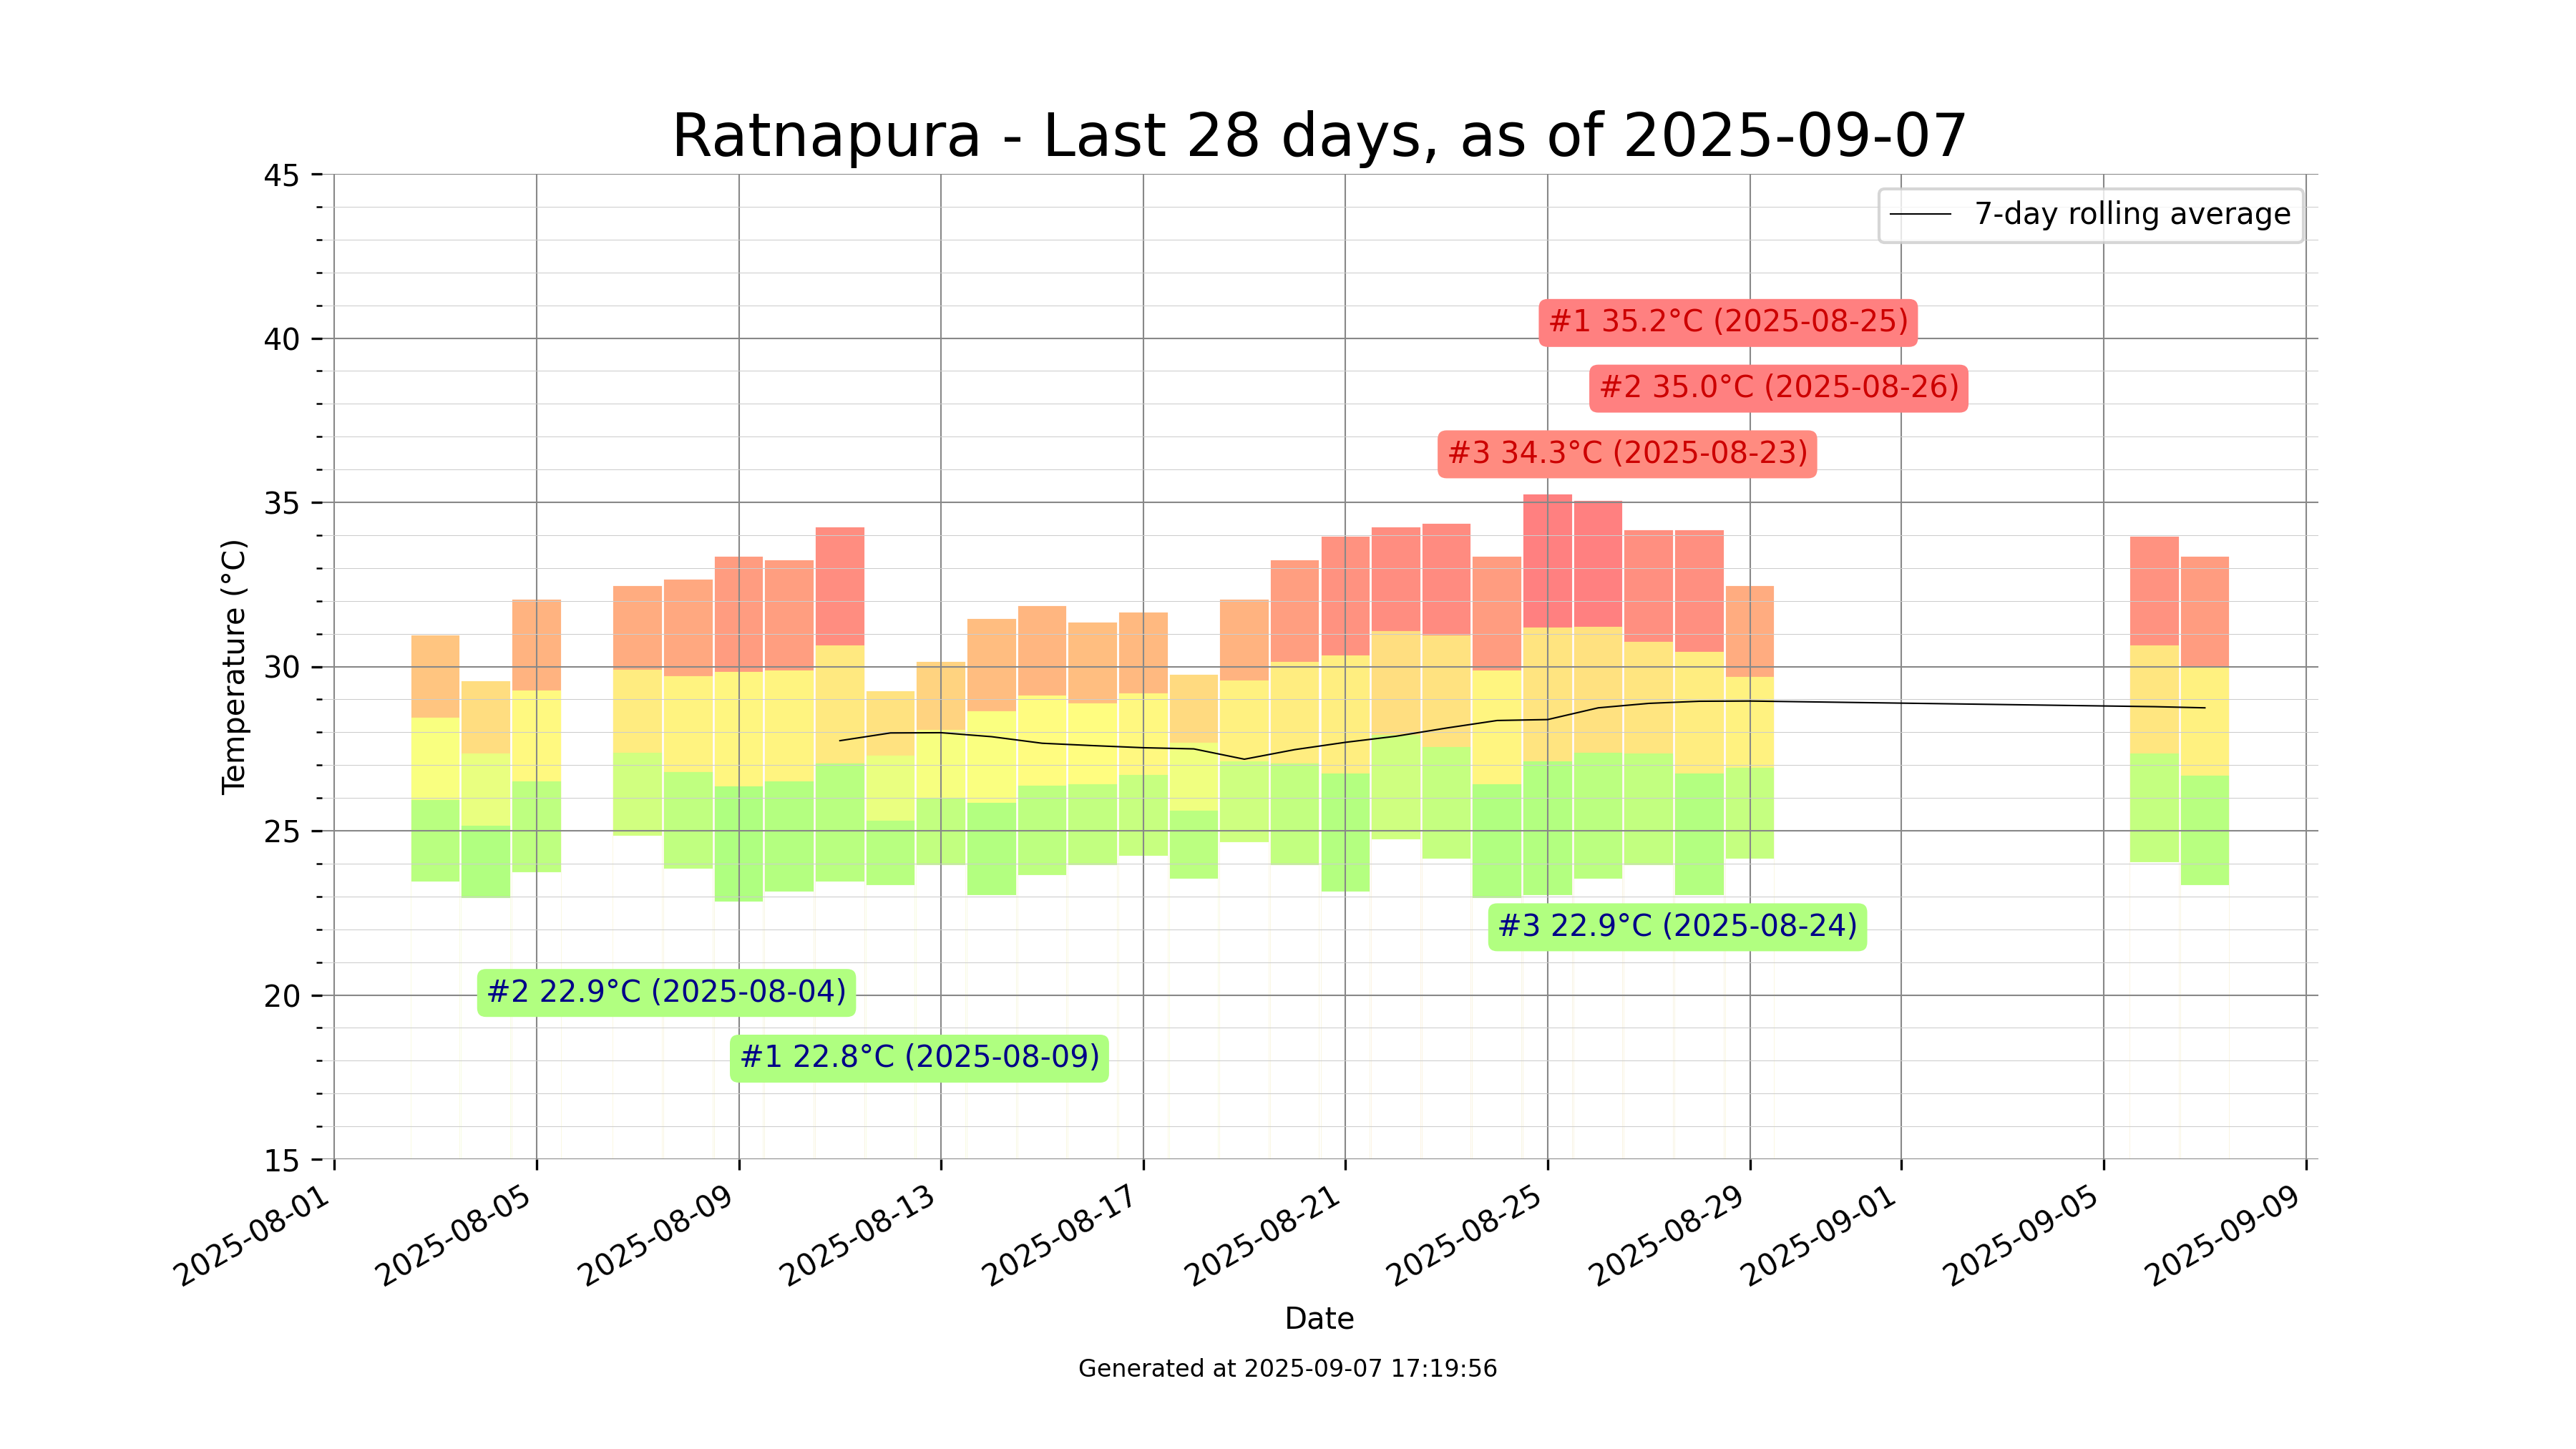 Ratnapura - Last 28 days, as of 2025-09-07
45
40
35
30
25
20
15
Temperature (°C)
7-day rolling average
#1 35.2°C (2025-08-25)
#2 35.0°C (2025-08-26)
#3 34.3°C (2025-08-23)
#3 22.9°C (2025-08-24)
#2 22.9°C (2025-08-04)
#1 22.8°C (2025-08-09)
2025-08-01
2025-08-05
2025-08-09
2025-08-13
2025-08-17
2025-08-21
2025-08-25
2025-08-29
2025-09-01
2025-09-05
2025-09-09
Date
Generated at 2025-09-07 17:19:56